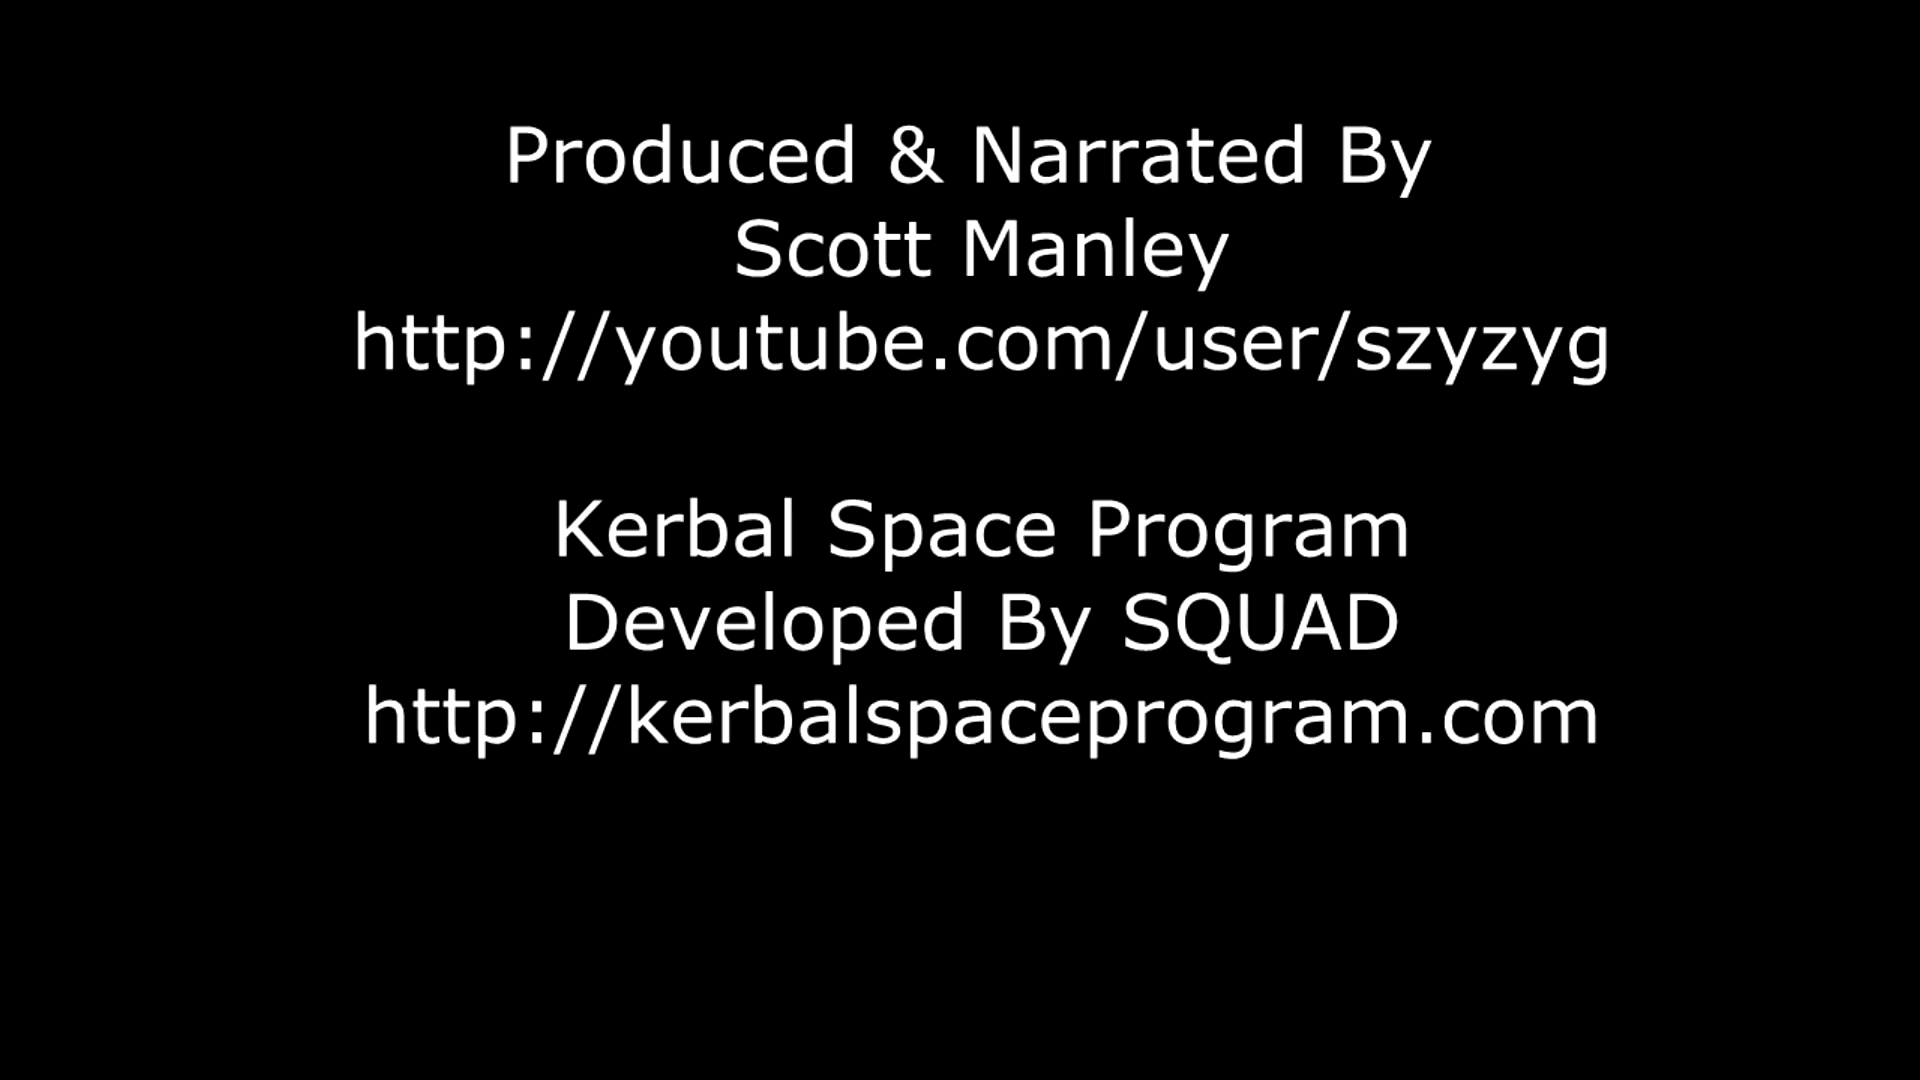 Produced & Narrated By
Scott Manley
http://youtube.com/user/szyzyg
Kerbal Space Program
Developed By SQUAD
http://kerbalspaceprogram.com